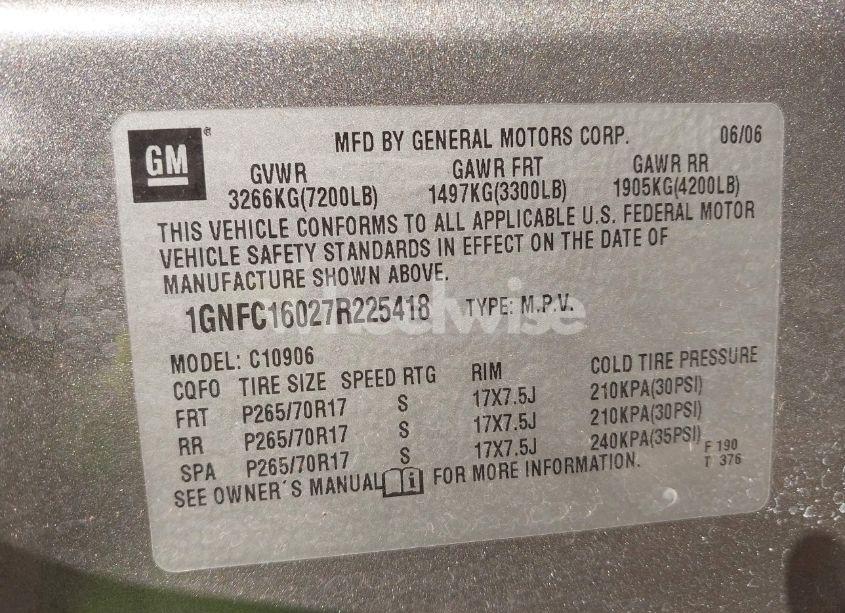 GM
MFD BY GENERAL MOTORS CORP. 06/06
GVWR GAWR FRT GAWR RR
3266KG(7200LB) 1497KG(3300LB) 1905KG(4200LB)
THIS VEHICLE CONFORMS TO ALL APPLICABLE U.S. FEDERAL MOTOR
VEHICLE SAFETY STANDARDS IN EFFECT ON THE DATE OF
MANUFACTURE SHOWN ABOVE.
1GNFC16027R225418 TYPE: M.P.V.
MODEL: C10906
CQFO TIRE SIZE SPEED RTG RIM COLD TIRE PRESSURE
FRT P265/70R17 S 17X7.5J 210KPA(30PSI)
RR P265/70R17 S 17X7.5J 210KPA(30PSI)
SPA P265/70R17 S 17X7.5J 240KPA(35PSI)
SEE OWNER´S MANUAL FOR MORE INFORMATION.
F 190
T 376